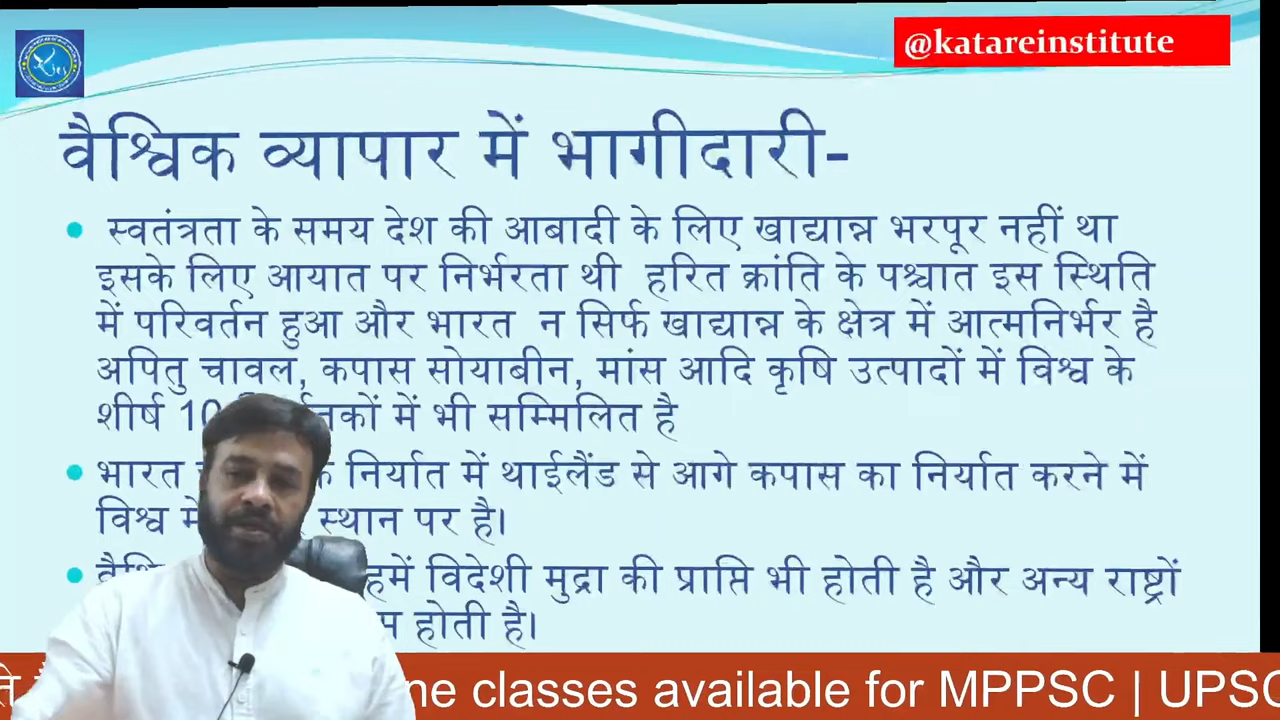 @katareinstitute
वैश्विक व्यापार में भागीदारी-
स्वतंत्रता के समय देश की आबादी के लिए खाद्यान्न भरपूर नहीं था
इसके लिए आयात पर निर्भरता थी हरित क्रांति के पश्चात इस स्थिति
में परिवर्तन हुआ और भारत न सिर्फ खाद्यान्न के क्षेत्र में आत्मनिर्भर है
अपितु चावल, कपास सोयाबीन, मांस आदि कृषि उत्पादों में विश्व के
शीर्ष 10 में भी सम्मिलित है
भारत निर्यात में थाईलैंड से आगे कपास का निर्यात करने में
विश्व स्थान पर है।
हमें विदेशी मुद्रा की प्राप्ति भी होती है और अन्य राष्ट्रों
होती है।
classes available for MPPSC | UPSC